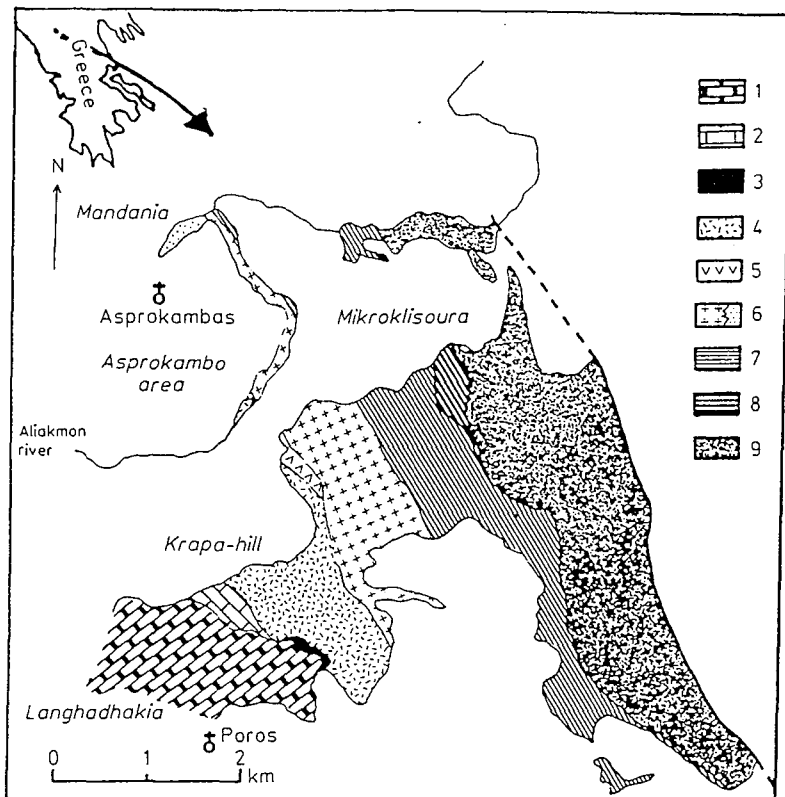 Greece
N
Mandania
Asprokambas
Asprokambo
area
Mikroklisoura
Aliakmon
river
Krapa-hill
Langhadhakia
Poros
0 1 2
km
1
2
3
4
5
6
7
8
9